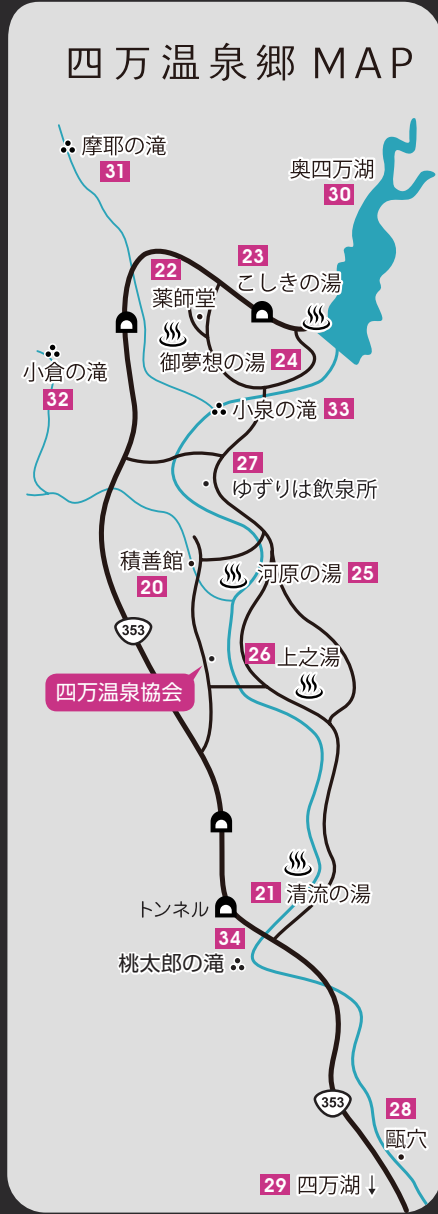 四万温泉郷 MAP
摩耶の滝
31
奥四万湖
30
23
こしきの湯
22
薬師堂
御夢想の湯 24
小倉の滝
32
小泉の滝 33
27
ゆずりは飲泉所
積善館
20
河原の湯 25
353
26 上之湯
四万温泉協会
21 清流の湯
トンネル
34
桃太郎の滝
353
28
甌穴
29 四万湖↓